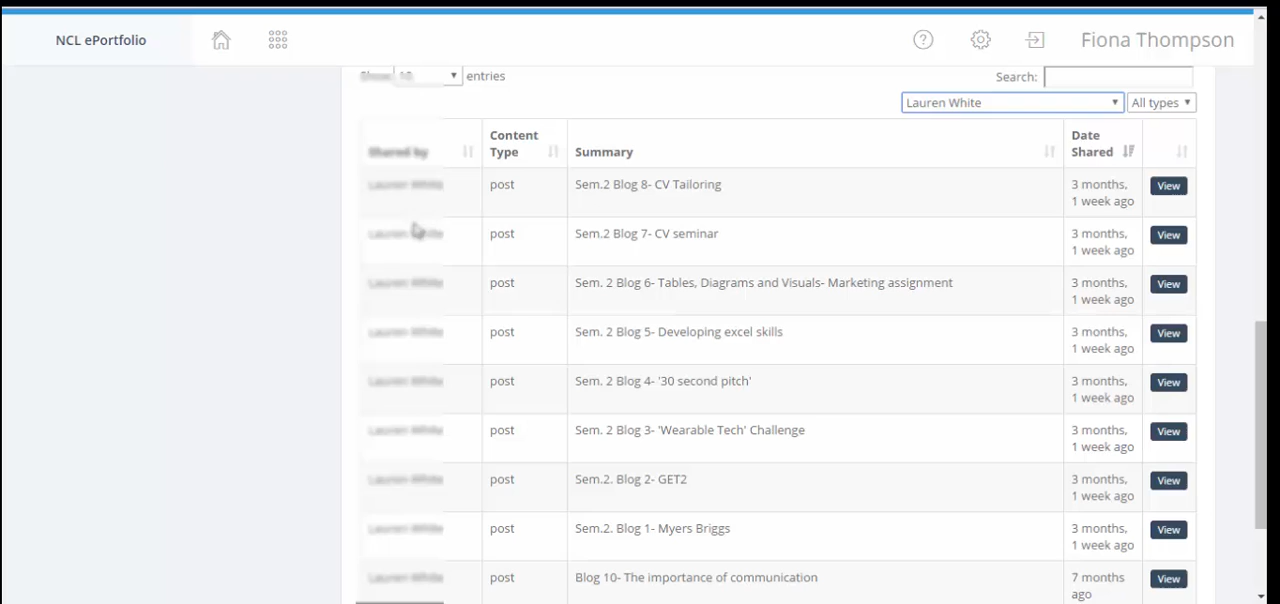 NCL ePortfolio
Fiona Thompson
entries
Search:
Lauren White
All types
Content Type
Summary
Date Shared
post
Sem.2 Blog 8- CV Tailoring
3 months, 1 week ago
View
post
Sem.2 Blog 7- CV seminar
3 months, 1 week ago
View
post
Sem. 2 Blog 6- Tables, Diagrams and Visuals- Marketing assignment
3 months, 1 week ago
View
post
Sem. 2 Blog 5- Developing excel skills
3 months, 1 week ago
View
post
Sem. 2 Blog 4- '30 second pitch'
3 months, 1 week ago
View
post
Sem. 2 Blog 3- 'Wearable Tech' Challenge
3 months, 1 week ago
View
post
Sem.2. Blog 2- GET2
3 months, 1 week ago
View
post
Sem.2. Blog 1- Myers Briggs
3 months, 1 week ago
View
post
Blog 10- The importance of communication
7 months ago
View